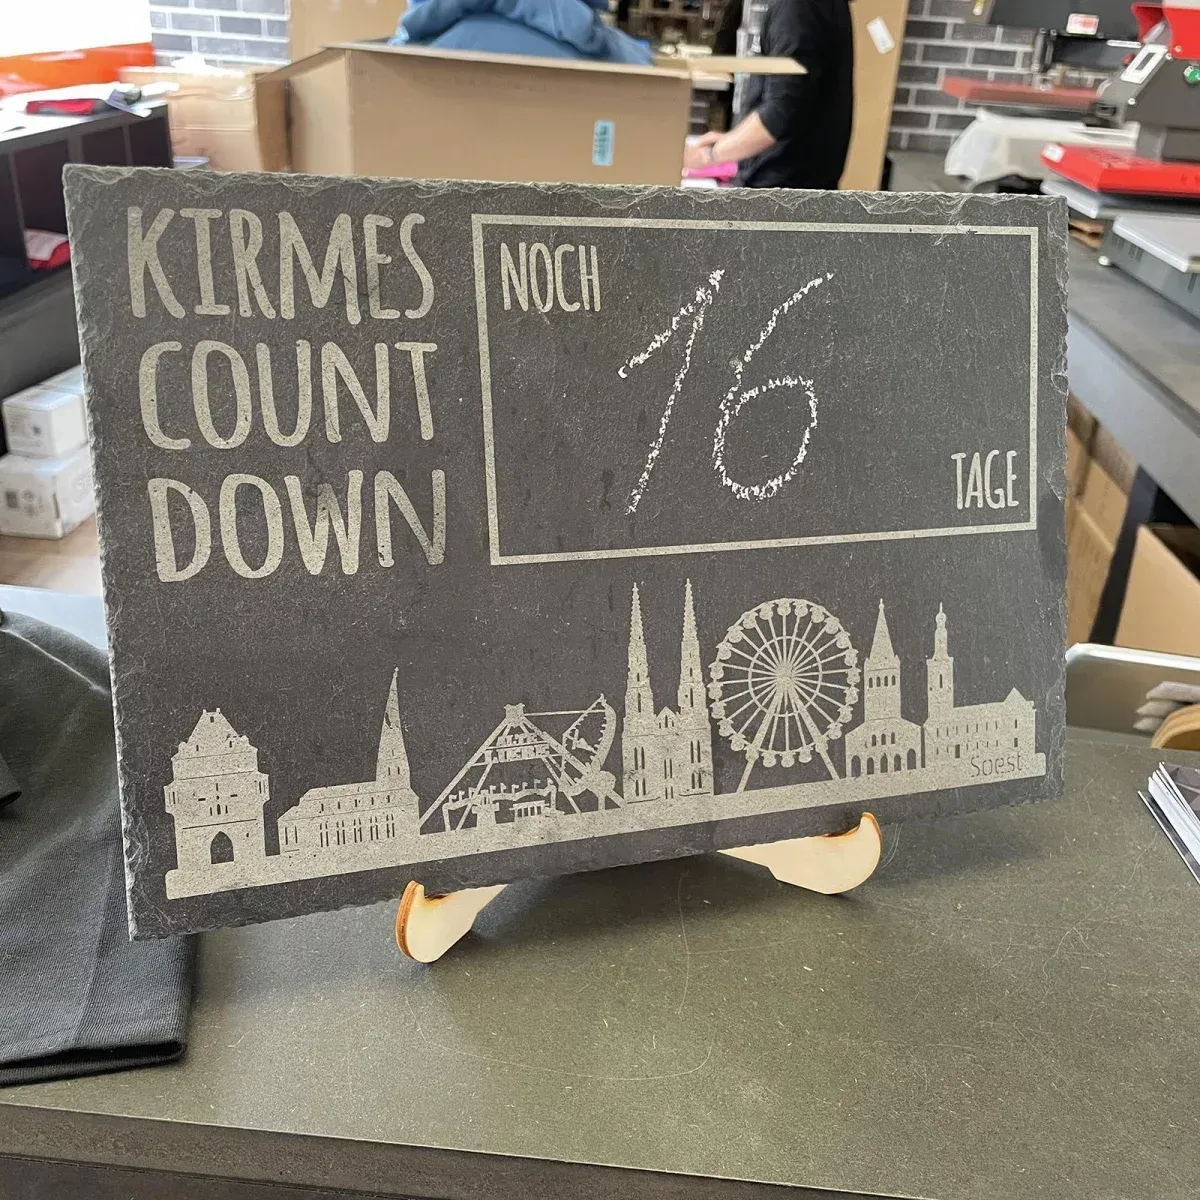 KIRMES
COUNT
DOWN
NOCH
16
TAGE
Soest